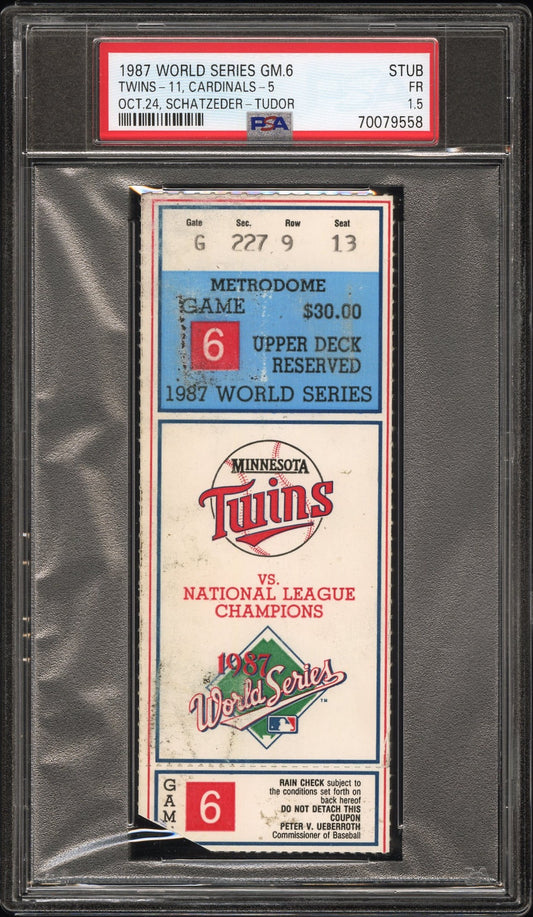 1987 WORLD SERIES GM.6 STUB
TWINS - 11, CARDINALS - 5 FR
OCT.24, SCHATZEDER - TUDOR 1.5
PSA 70079558
Gate Sec. Row Seat
G 227 9 13
METRODOME
GAME $30.00
6 UPPER DECK
RESERVED
1987 WORLD SERIES
MINNESOTA
Twins
VS.
NATIONAL LEAGUE
CHAMPIONS
1987
World Series
TM
GAM
6
RAIN CHECK subject to
the conditions set forth on
back hereof
DO NOT DETACH THIS
COUPON
PETER V. UEBERROTH
Commissioner of Baseball